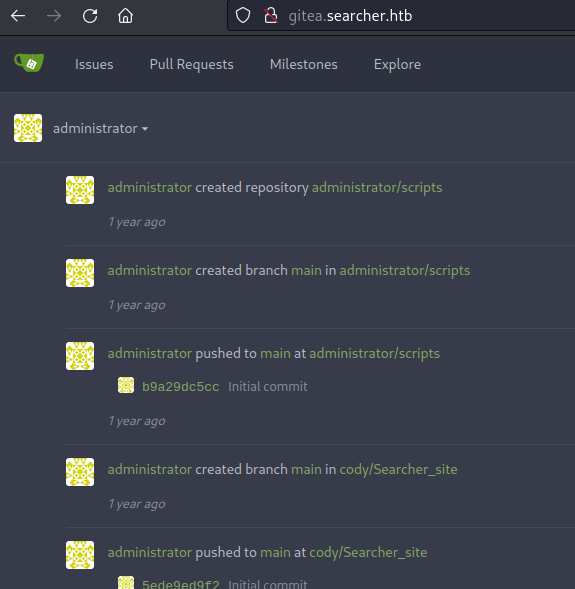 gitea.searcher.htb
Issues Pull Requests Milestones Explore
administrator
administrator created repository administrator/scripts
1 year ago
administrator created branch main in administrator/scripts
1 year ago
administrator pushed to main at administrator/scripts
b9a29dc5cc Initial commit
1 year ago
administrator created branch main in cody/Searcher_site
1 year ago
administrator pushed to main at cody/Searcher_site
5ede9ed9f2 Initial commit